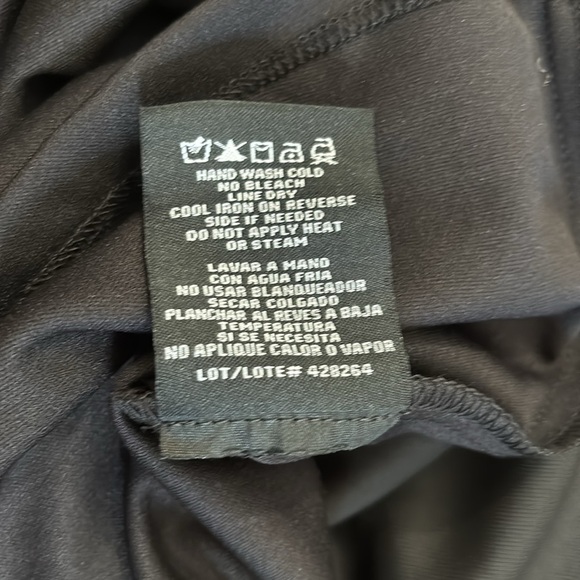 HAND WASH COLD
NO BLEACH
LINE DRY
COOL IRON ON REVERSE
SIDE IF NEEDED
DO NOT APPLY HEAT
OR STEAM
LAVAR A MANO
CON AGUA FRIA
NO USAR BLANQUEADOR
SECAR COLGADO
PLANCHAR AL REVES A BAJA
TEMPERATURA
SI SE NECESITA
NO APLIQUE CALOR O VAPOR
LOT/LOTE# 428264